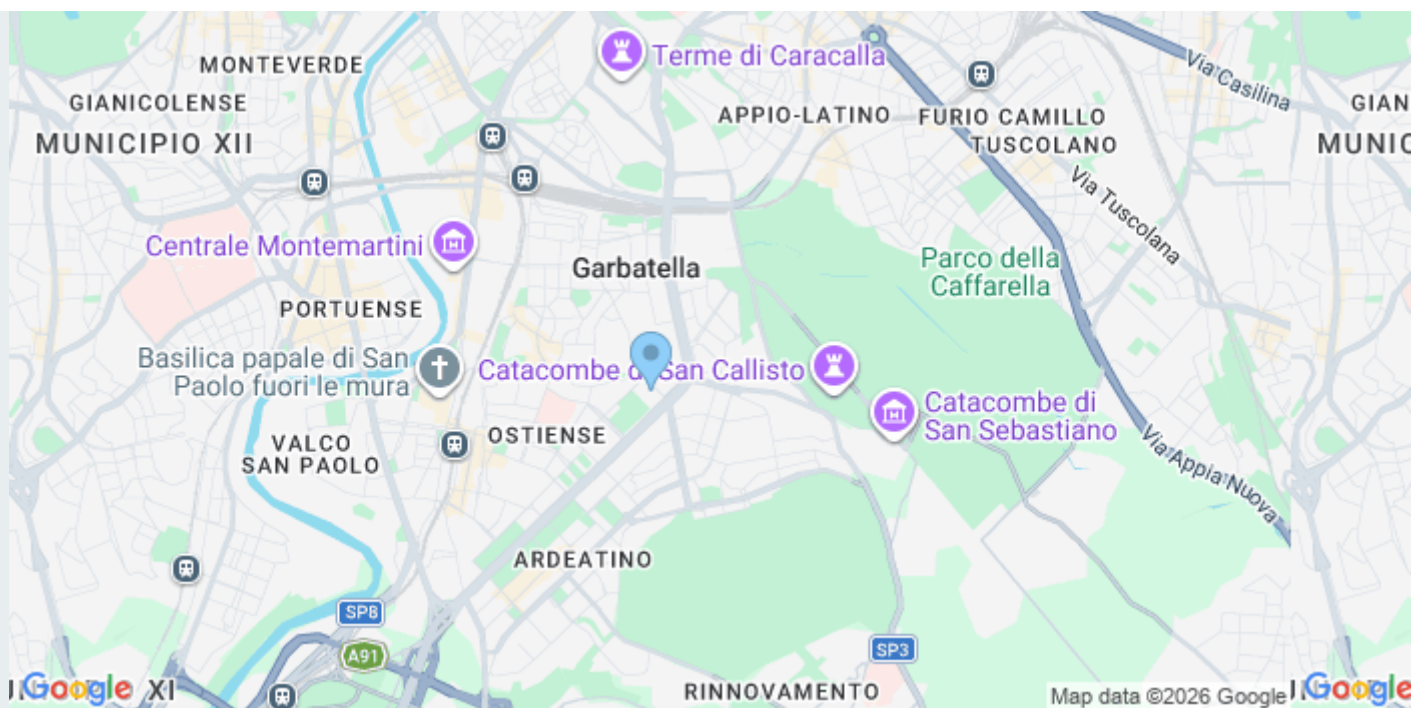 Terme di Caracalla
MONTEVERDE
Via Casilina
GIANICOLENSE
GIAN
APPIO-LATINO
FURIO CAMILLO
MUNICIPIO XII
TUSCOLANO
MUNIC
Via Tuscolana
Centrale Montemartini
Garbatella
Parco della
Caffarella
PORTUENSE
Basilica papale di San
Paolo fuori le mura
Catacombe di San Callisto
Catacombe di
San Sebastiano
OSTIENSE
VALCO
SAN PAOLO
Via Appia Nuova
ARDEATINO
SP8
A91
SP3
Google
XI
RINNOVAMENTO
Map data ©2026 Google
Google